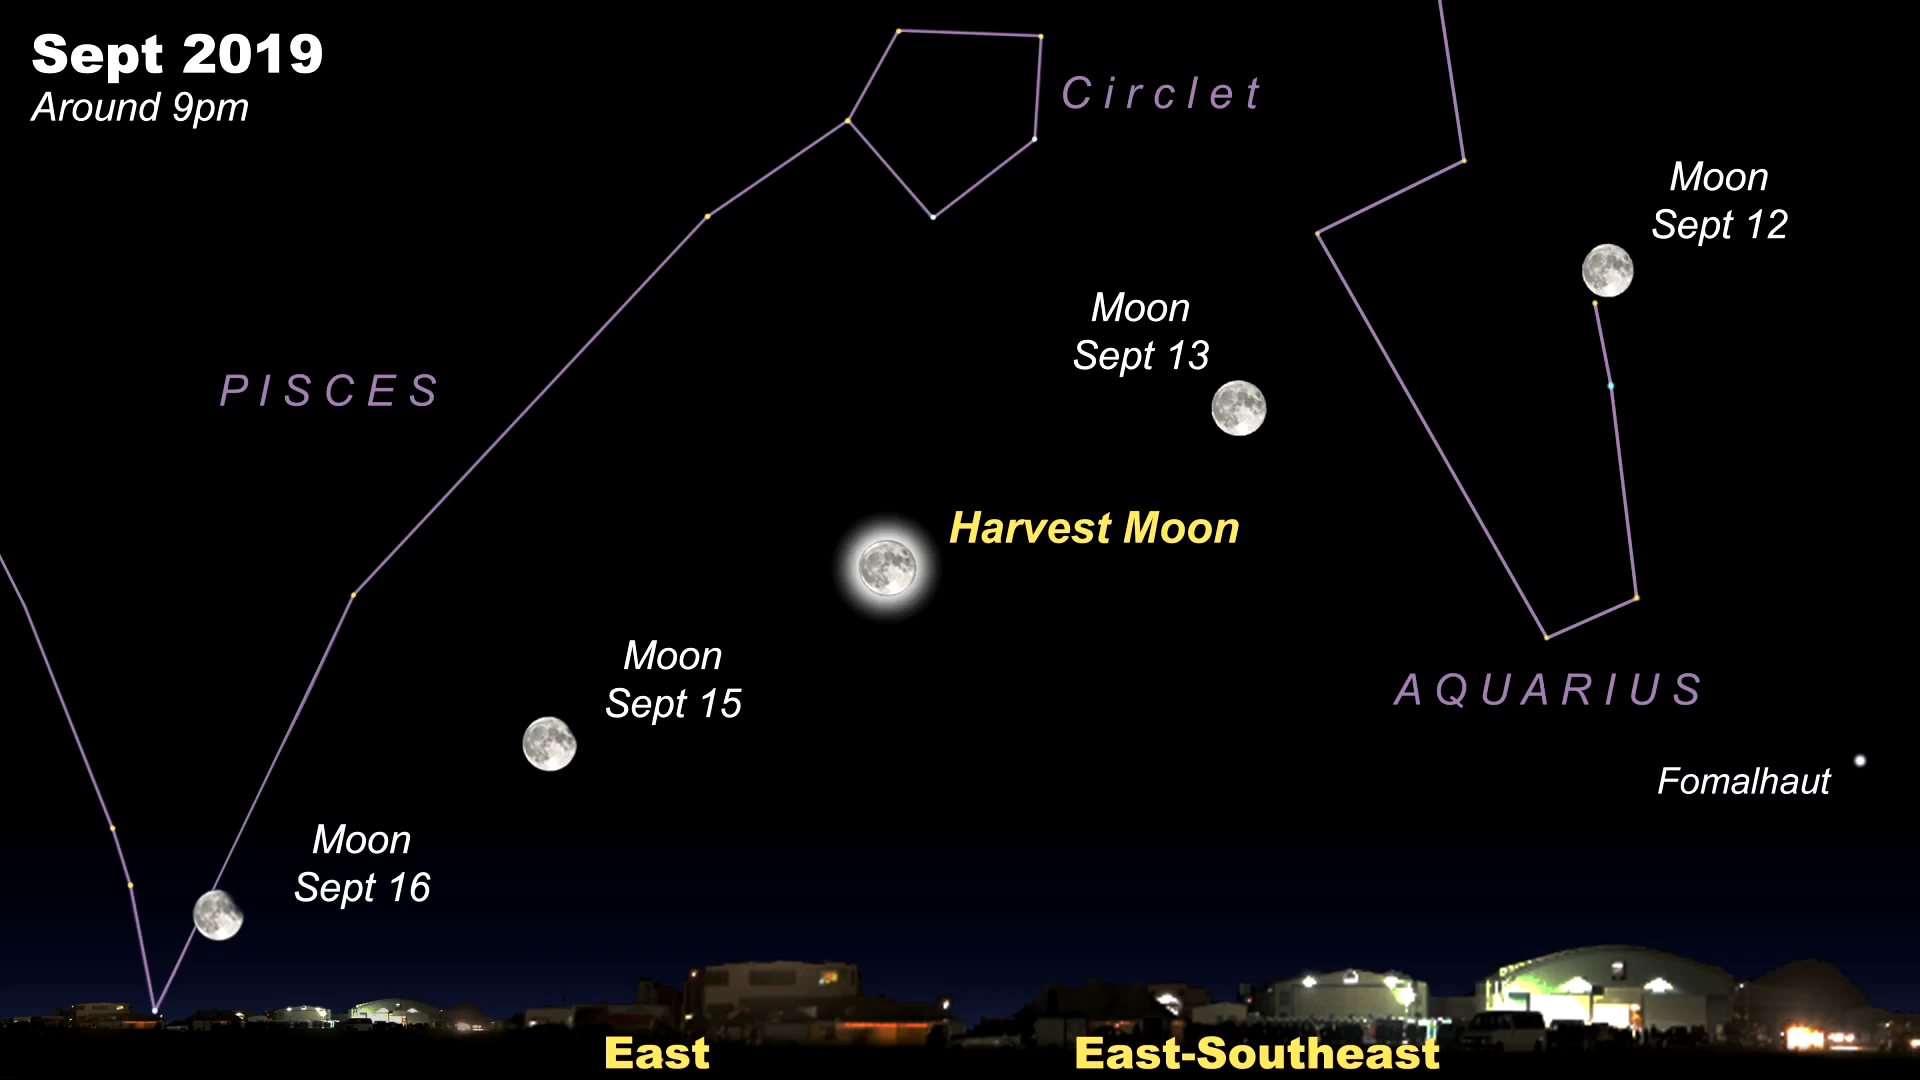 Sept 2019
Around 9pm
Circlet
Moon
Sept 12
Moon
Sept 13
PISCES
Harvest Moon
Moon
Sept 15
AQUARIUS
Fomalhaut
Moon
Sept 16
East
East-Southeast